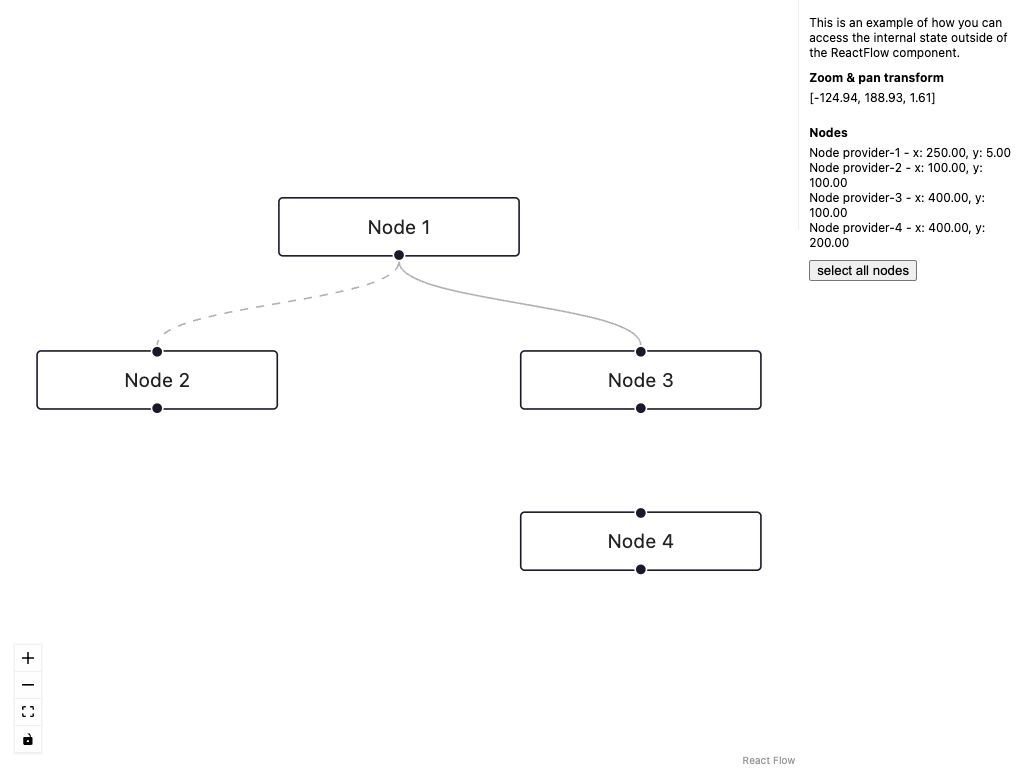 This is an example of how you can
access the internal state outside of
the ReactFlow component.
Zoom & pan transform
[-124.94, 188.93, 1.61]
Nodes
Node provider-1 - x: 250.00, y: 5.00
Node provider-2 - x: 100.00, y:
100.00
Node provider-3 - x: 400.00, y:
100.00
Node provider-4 - x: 400.00, y:
200.00
select all nodes
Node 1
Node 2
Node 3
Node 4
React Flow